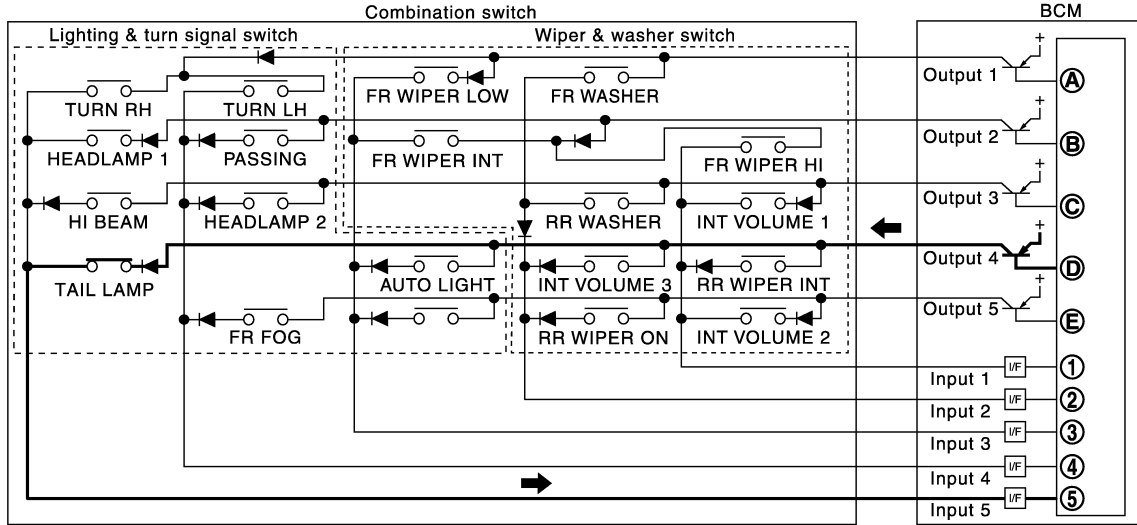 Combination switch
BCM
Lighting & turn signal switch
Wiper & washer switch
+
Output 1
A
TURN RH
TURN LH
FR WIPER LOW
FR WASHER
+
Output 2
B
HEADLAMP 1
PASSING
FR WIPER INT
FR WIPER HI
+
Output 3
C
HI BEAM
HEADLAMP 2
RR WASHER
INT VOLUME 1
+
Output 4
D
TAIL LAMP
AUTO LIGHT
INT VOLUME 3
RR WIPER INT
+
Output 5
E
FR FOG
RR WIPER ON
INT VOLUME 2
Input 1
I/F
1
Input 2
I/F
2
Input 3
I/F
3
Input 4
I/F
4
Input 5
I/F
5